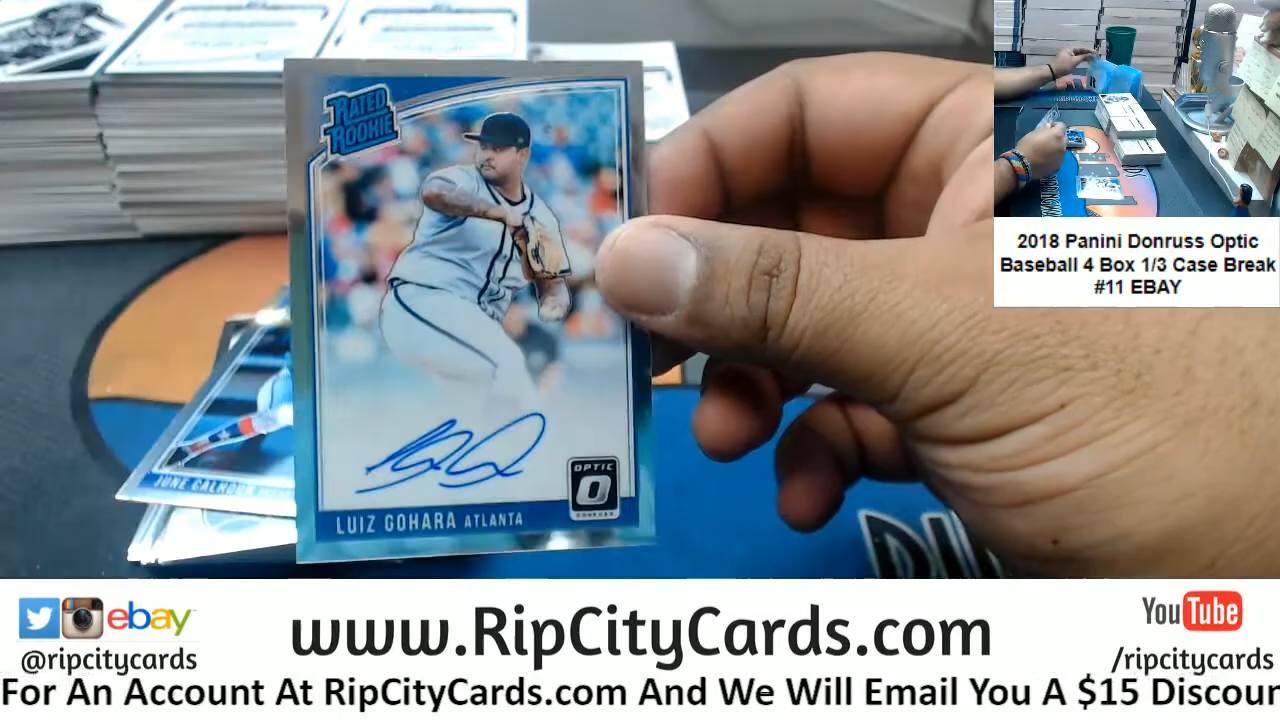 RATED
ROOKIE
OPTIC
DONRUSS
LUIZ GOHARA ATLANTA
2018 Panini Donruss Optic
Baseball 4 Box 1/3 Case Break
#11 EBAY
ebay
@ripcitycards
www.RipCityCards.com
YouTube
/ripcitycards
For An Account At RipCityCards.com And We Will Email You A $15 Discoun